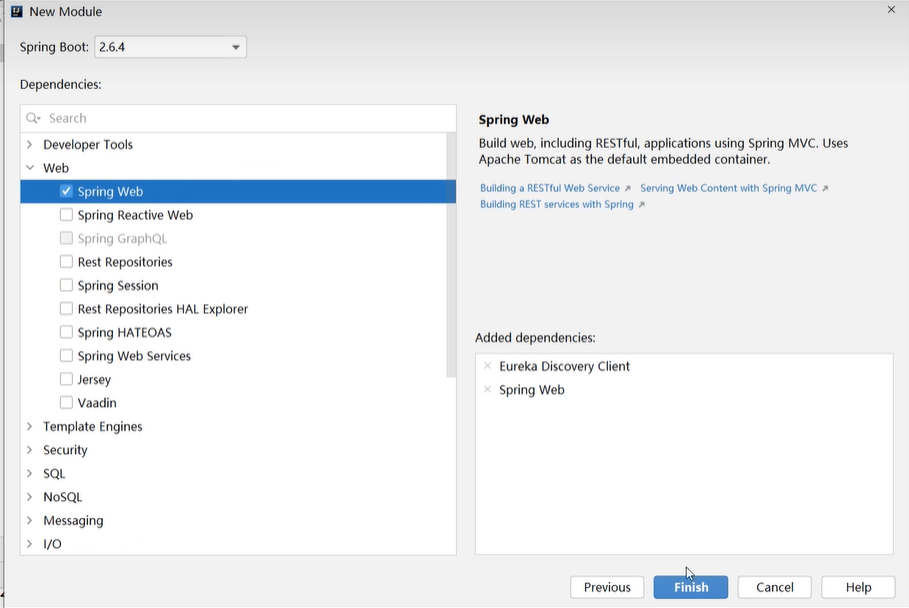 New Module
Spring Boot: 2.6.4
Dependencies:
Search
Developer Tools
Web
Spring Web
Spring Reactive Web
Spring GraphQL
Rest Repositories
Spring Session
Rest Repositories HAL Explorer
Spring HATEOAS
Spring Web Services
Jersey
Vaadin
Template Engines
Security
SQL
NoSQL
Messaging
I/O
Spring Web
Build web, including RESTful, applications using Spring MVC. Uses
Apache Tomcat as the default embedded container.
Building a RESTful Web Service Serving Web Content with Spring MVC
Building REST services with Spring
Added dependencies:
Eureka Discovery Client
Spring Web
Previous Finish Cancel Help